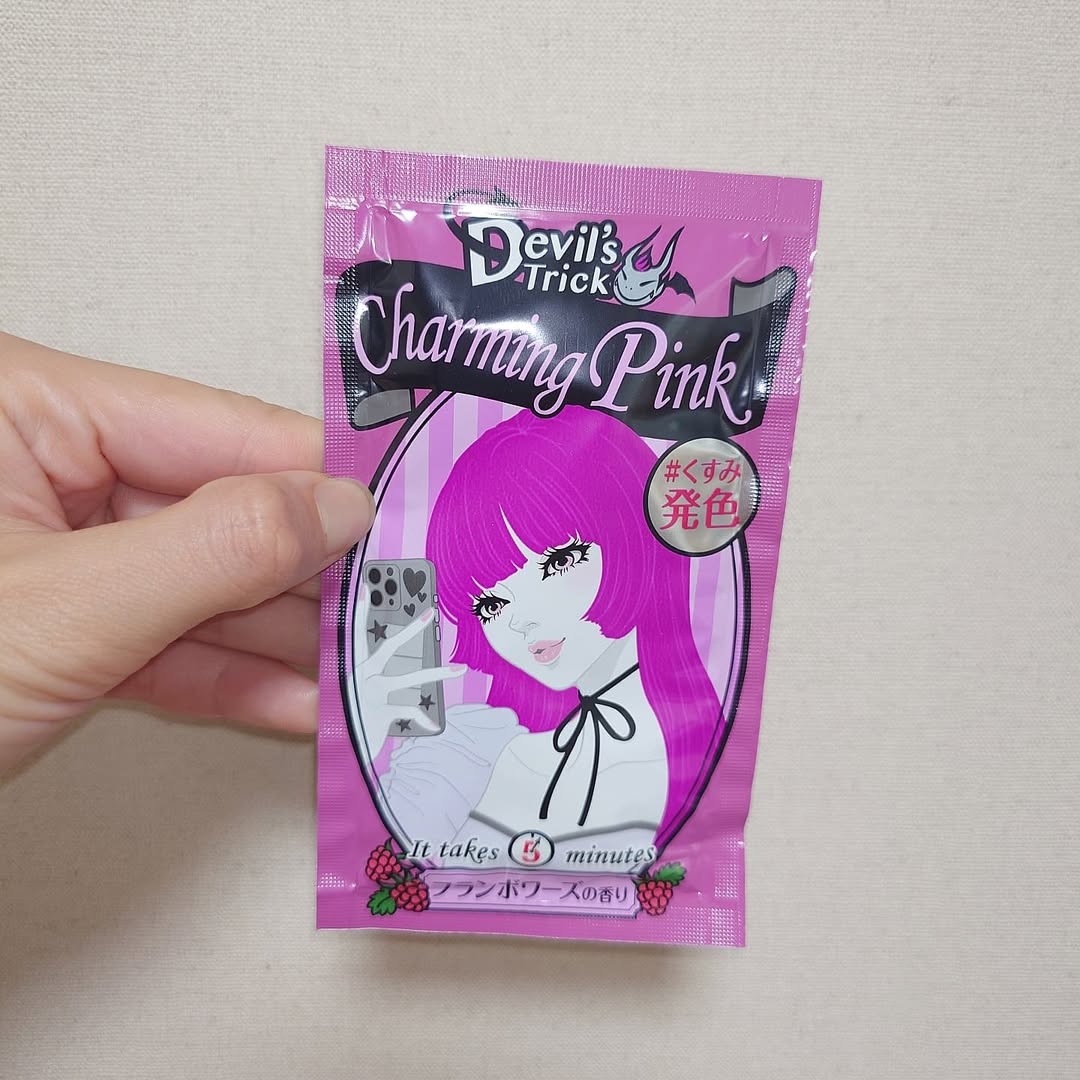 Devil's
Trick
Charming Pink
#くすみ
発色
It takes 5 minutes
フランボワーズの香り